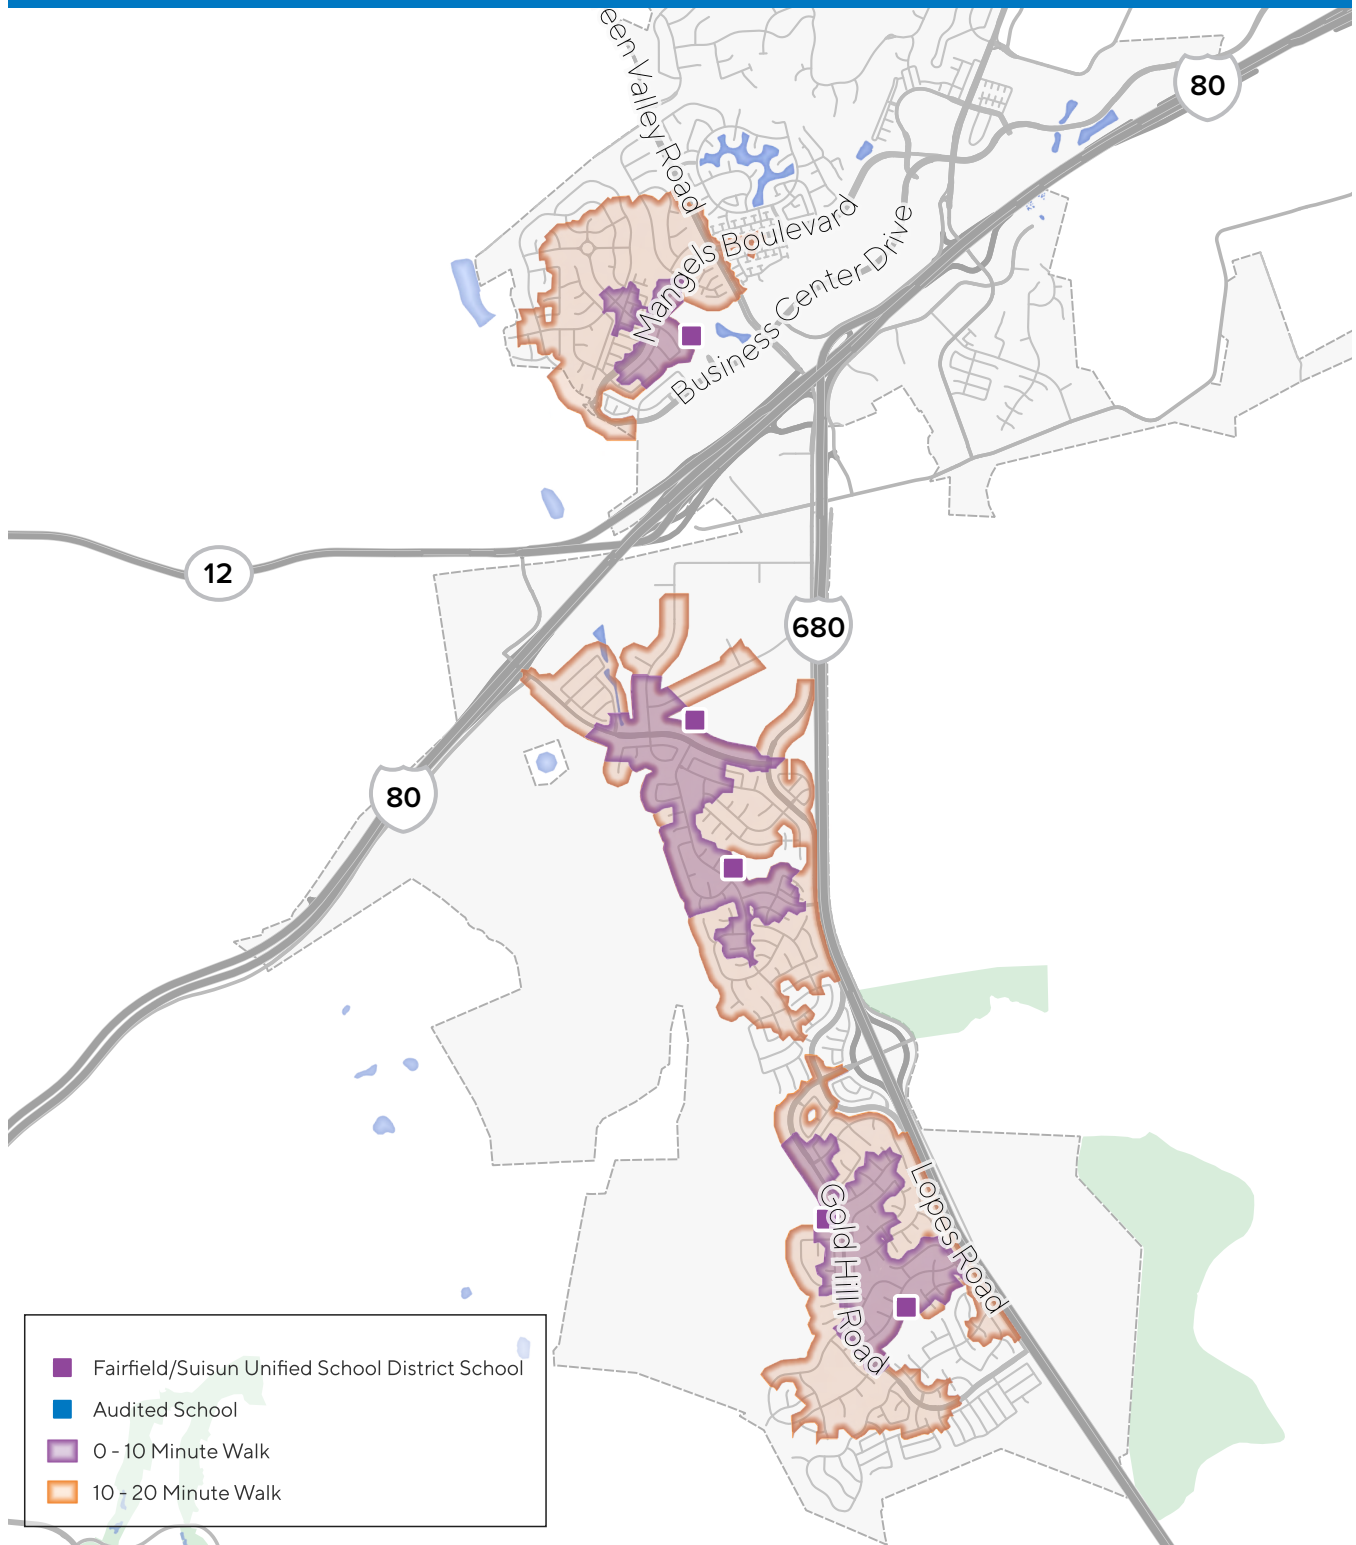 een Valley Road
80
Mangels Boulevard
Business Center Drive
12
680
80
Lopes Road
Gold Hill Road
Fairfield/Suisun Unified School District School
Audited School
0 - 10 Minute Walk
10 - 20 Minute Walk